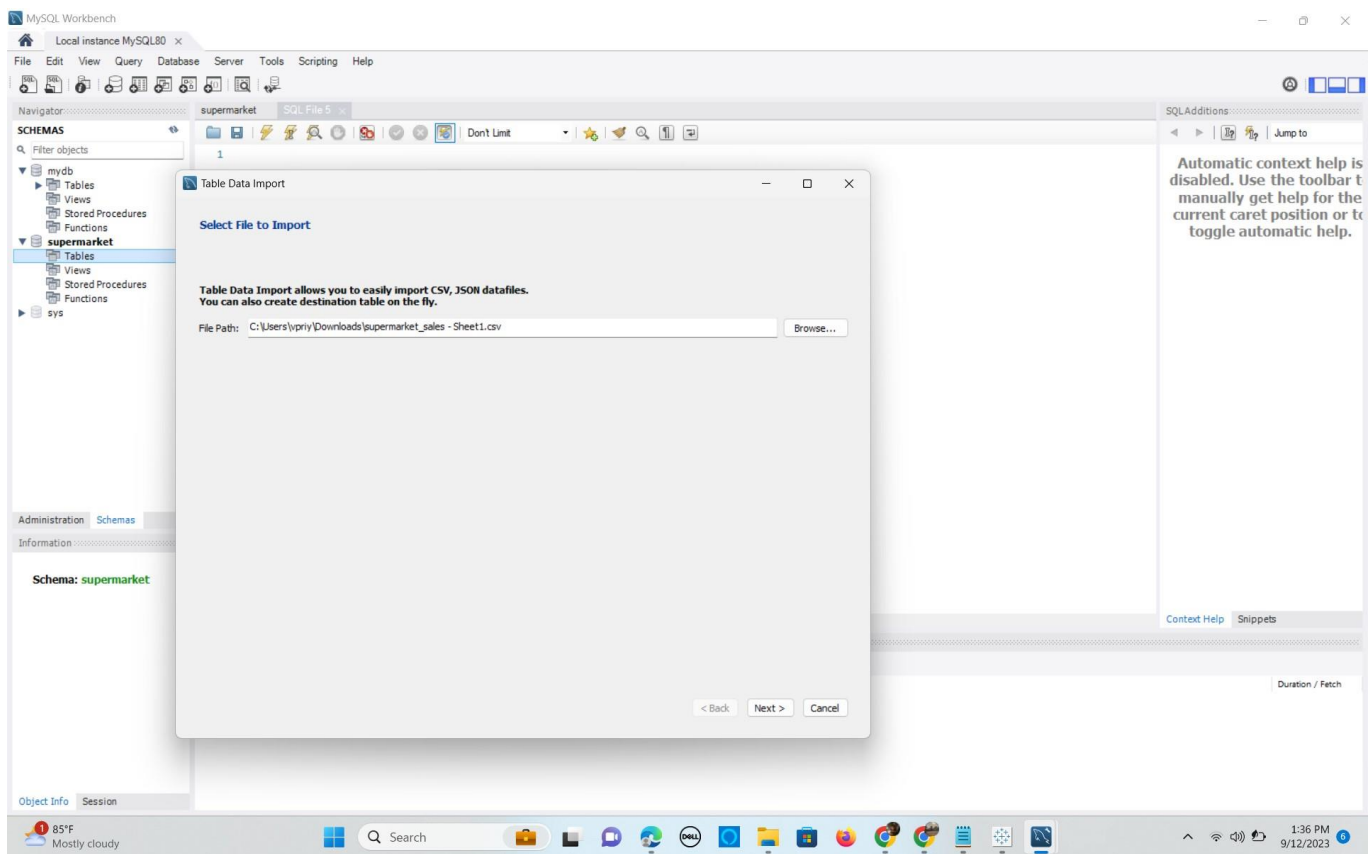 MySQL Workbench
Local instance MySQL80
File Edit View Query Database Server Tools Scripting Help
Navigator
SCHEMAS
Filter objects
mydb
Tables
Views
Stored Procedures
Functions
supermarket
Tables
Views
Stored Procedures
Functions
sys
Administration Schemas
Information
Schema: supermarket
Object Info Session
supermarket SQL File 5
Don't Limit
1
Table Data Import
Select File to Import
Table Data Import allows you to easily import CSV, JSON datafiles.
You can also create destination table on the fly.
File Path: C:\Users\vpriy\Downloads\supermarket_sales - Sheet1.csv Browse...
< Back Next > Cancel
SQLAdditions
Jump to
Automatic context help is
disabled. Use the toolbar t
manually get help for the
current caret position or to
toggle automatic help.
Context Help Snippets
Duration / Fetch
1
85°F
Mostly cloudy
Search
DELL
1:36 PM
9/12/2023
6